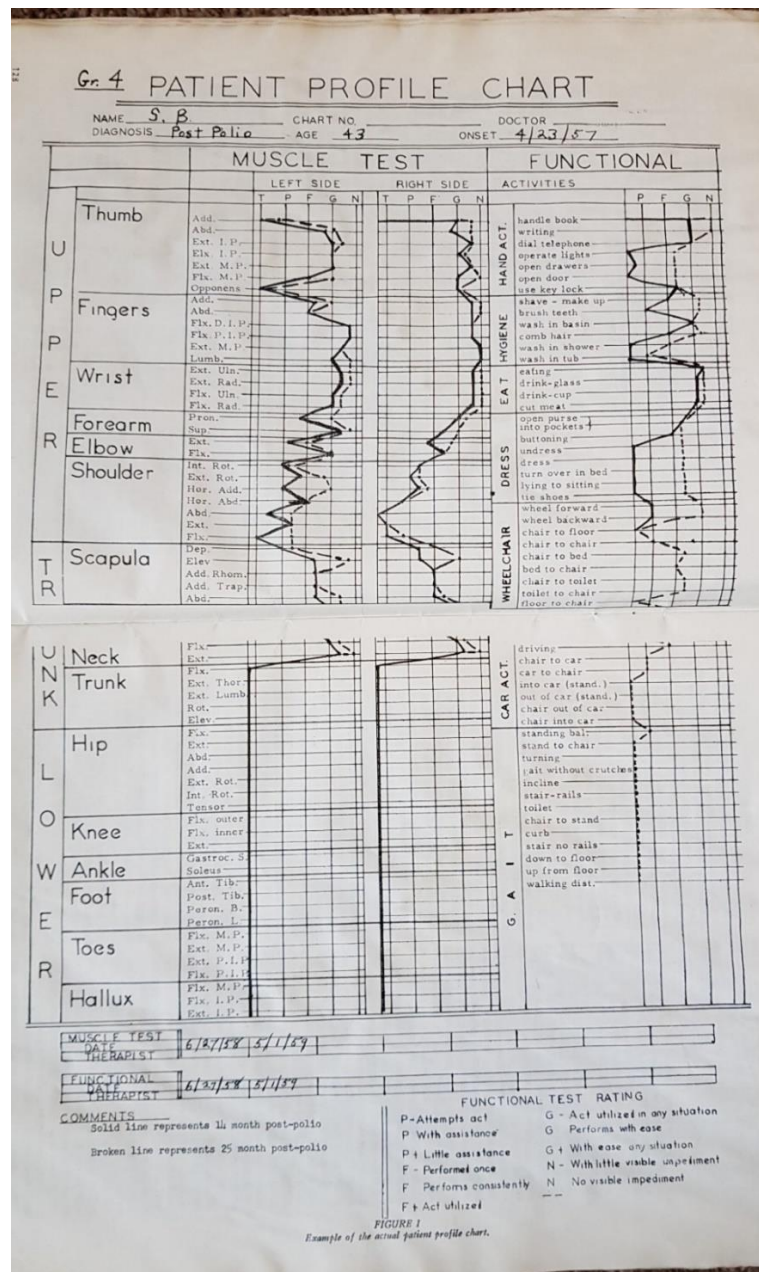 128
Gr. 4 PATIENT PROFILE CHART
NAME S. B. CHART NO. DOCTOR
DIAGNOSIS Post Polio AGE 43 ONSET 4/23/57
MUSCLE TEST FUNCTIONAL
LEFT SIDE RIGHT SIDE ACTIVITIES
T P F G N T P F G N P F G N
UPPER
Thumb
Add.
Abd.
Ext. I.P.
Elx. I.P.
Ext. M.P.
Flx. M.P.
Opponens
Fingers
Add.
Abd.
Flx. D.I.P.
Flx. P.I.P.
Ext. M.P
Lumb.
Wrist
Ext. Uln.
Ext. Rad.
Flx. Uln.
Flx. Rad.
Forearm
Pron.
Sup.
Elbow
Ext.
Flx.
Shoulder
Int. Rot.
Ext. Rot.
Hor. Add.
Hor. Abd.
Abd.
Ext.
Flx.
TR
Scapula
Dep.
Elev
Add. Rhom.
Add. Trap.
Abd.
HAND ACT.
handle book
writing
dial telephone
operate lights
open drawers
open door
use key lock
HYGIENE
shave - make up
brush teeth
wash in basin
comb hair
wash in shower
wash in tub
EAT
eating
drink-glass
drink-cup
cut meat
DRESS
open purse
into pockets
buttoning
undress
dress
turn over in bed
lying to sitting
tie shoes
WHEELCHAIR
wheel forward
wheel backward
chair to floor
chair to chair
chair to bed
bed to chair
chair to toilet
toilet to chair
floor to chair
UNK
Neck
Flx.
Ext.
Trunk
Flx.
Ext. Thor.
Ext. Lumb.
Rot.
Elev.
LOWER
Hip
Flx.
Ext.
Abd.
Add.
Ext. Rot.
Int. Rot.
Tensor
Knee
Flx. outer
Flx. inner
Ext.
Ankle
Gastroc. S.
Soleus
Foot
Ant. Tib.
Post. Tib.
Peron. B.
Peron. L.
Toes
Flx. M.P.
Ext. M.P.
Ext. P.I.P
Flx. P.I.P
Hallux
Flx. M.P.
Flx. I.P.
Ext. I.P.
CAR ACT.
driving
chair to car
car to chair
into car (stand.)
out of car (stand.)
chair out of car
chair into car
GAIT
standing bal.
stand to chair
turning
gait without crutches
incline
stair-rails
toilet
chair to stand
curb
stair no rails
down to floor
up from floor
walking dist.
MUSCLE TEST
DATE 6/27/58 5/1/59
THERAPIST
FUNCTIONAL
DATE 6/27/58 5/1/59
THERAPIST
COMMENTS
Solid line represents 14 month post-polio
Broken line represents 25 month post-polio
FUNCTIONAL TEST RATING
P-Attempts act
P With assistance
P+ Little assistance
F - Performed once
F Perfoms consistently
F+ Act utilized
G - Act utilized in any situation
G Performs with ease
G+ With ease any situation
N - With little visible unpediment
N No visible impediment
FIGURE 1
Example of the actual patient profile chart.